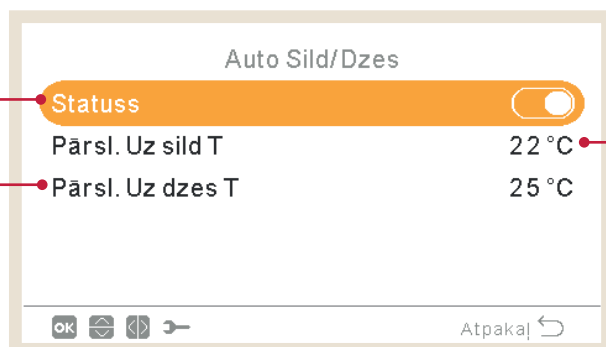 Auto Sild/Dzes
Statuss
Pārsl. Uz sild T 22 °C
Pārsl. Uz dzes T 25 °C
OK Atpakaļ